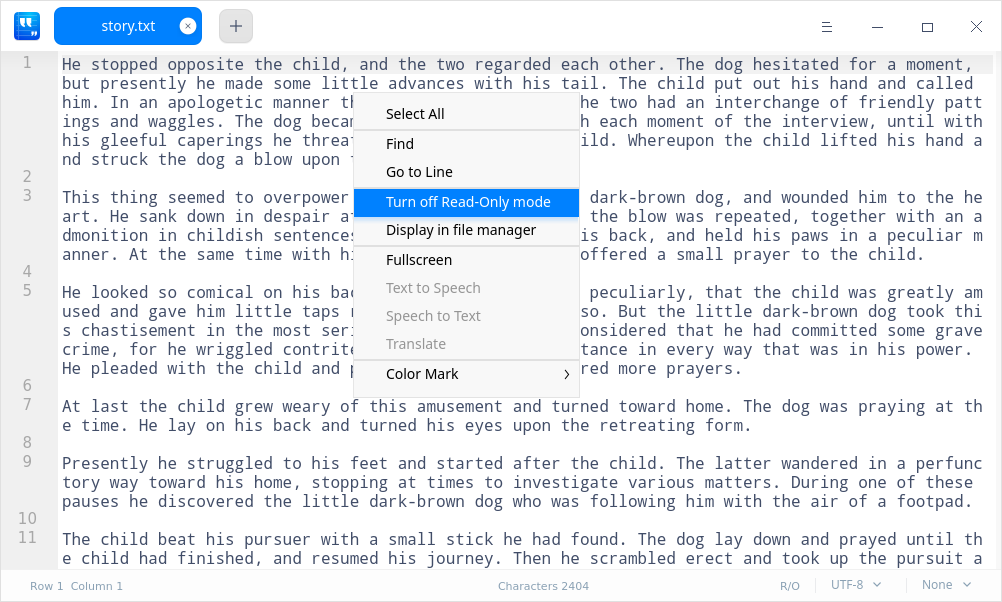 story.txt
1 He stopped opposite the child, and the two regarded each other. The dog hesitated for a moment,
but presently he made some little advances with his tail. The child put out his hand and called
him. In an apologetic manner th he two had an interchange of friendly patt
ings and waggles. The dog becam h each moment of the interview, until with
his gleeful caperings he threat ild. Whereupon the child lifted his hand a
nd struck the dog a blow upon
2
3 This thing seemed to overpower dark-brown dog, and wounded him to the he
art. He sank down in despair a the blow was repeated, together with an a
dmonition in childish sentences is back, and held his paws in a peculiar m
anner. At the same time with hi offered a small prayer to the child.
4
5 He looked so comical on his bac peculiarly, that the child was greatly am
used and gave him little taps so. But the little dark-brown dog took thi
s chastisement in the most seri onsidered that he had committed some grave
crime, for he wriggled contrite tance in every way that was in his power.
He pleaded with the child and p red more prayers.
6
7 At last the child grew weary of this amusement and turned toward home. The dog was praying at th
e time. He lay on his back and turned his eyes upon the retreating form.
8
9 Presently he struggled to his feet and started after the child. The latter wandered in a perfunc
tory way toward his home, stopping at times to investigate various matters. During one of these
pauses he discovered the little dark-brown dog who was following him with the air of a footpad.
10
11 The child beat his pursuer with a small stick he had found. The dog lay down and prayed until th
e child had finished, and resumed his journey. Then he scrambled erect and took up the pursuit a
Select All
Find
Go to Line
Turn off Read-Only mode
Display in file manager
Fullscreen
Text to Speech
Speech to Text
Translate
Color Mark
Row 1 Column 1
Characters 2404
R/O
UTF-8
None